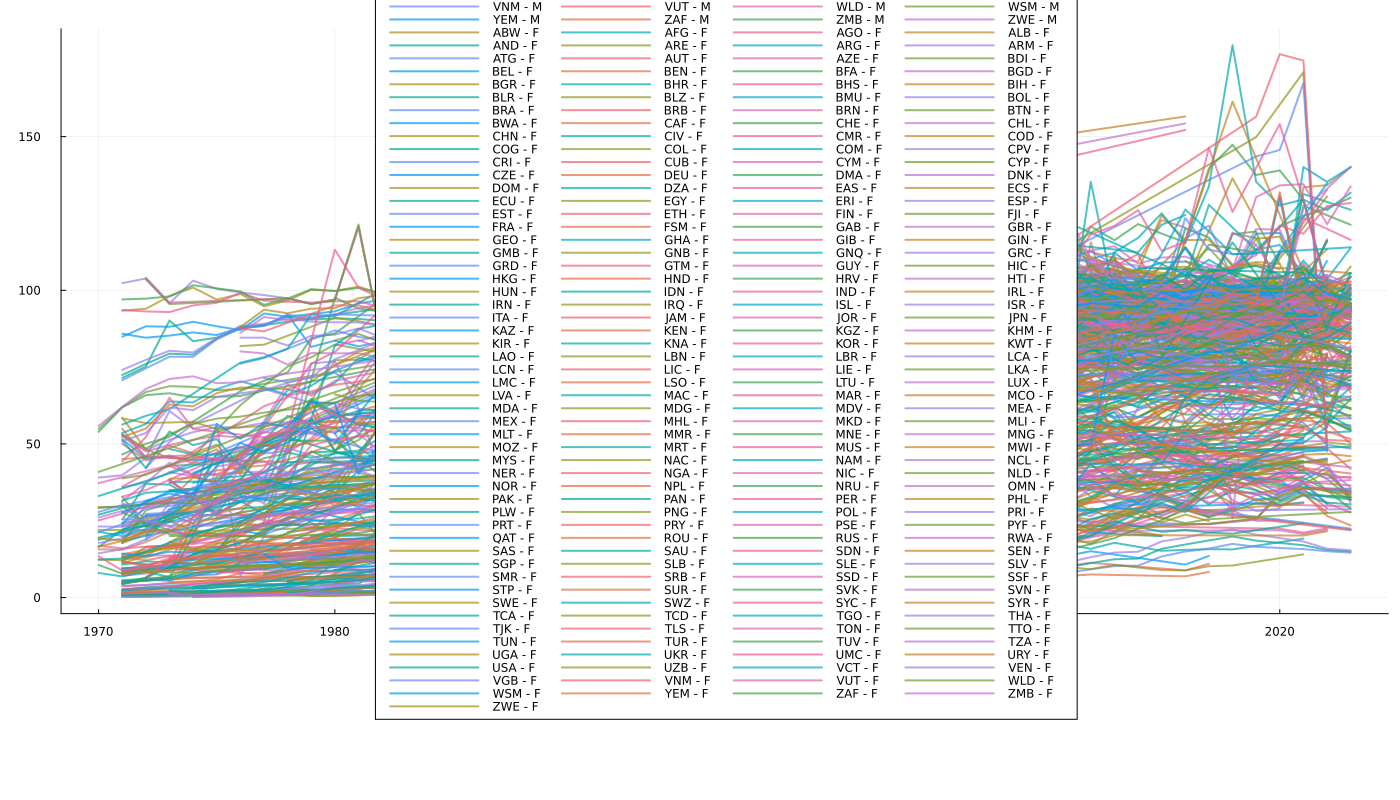 VNM - M VUT - M WLD - M WSM - M
YEM - M ZAF - M ZMB - M ZWE - M
ABW - F AFG - F AGO - F ALB - F
AND - F ARE - F ARG - F ARM - F
ATG - F AUT - F AZE - F BDI - F
BEL - F BEN - F BFA - F BGD - F
BGR - F BHR - F BHS - F BIH - F
BLR - F BLZ - F BMU - F BOL - F
BRA - F BRB - F BRN - F BTN - F
BWA - F CAF - F CHE - F CHL - F
150 CHN - F CIV - F CMR - F COD - F
COG - F COL - F COM - F CPV - F
CRI - F CUB - F CYM - F CYP - F
CZE - F DEU - F DMA - F DNK - F
DOM - F DZA - F EAS - F ECS - F
ECU - F EGY - F ERI - F ESP - F
EST - F ETH - F FIN - F FJI - F
FRA - F FSM - F GAB - F GBR - F
GEO - F GHA - F GIB - F GIN - F
GMB - F GNB - F GNQ - F GRC - F
GRD - F GTM - F GUY - F HIC - F
HKG - F HND - F HRV - F HTI - F
100 HUN - F IDN - F IND - F IRL - F
IRN - F IRQ - F ISL - F ISR - F
ITA - F JAM - F JOR - F JPN - F
KAZ - F KEN - F KGZ - F KHM - F
KIR - F KNA - F KOR - F KWT - F
LAO - F LBN - F LBR - F LCA - F
LCN - F LIC - F LIE - F LKA - F
LMC - F LSO - F LTU - F LUX - F
LVA - F MAC - F MAR - F MCO - F
MDA - F MDG - F MDV - F MEA - F
MEX - F MHL - F MKD - F MLI - F
MLT - F MMR - F MNE - F MNG - F
50 MOZ - F MRT - F MUS - F MWI - F
MYS - F NAC - F NAM - F NCL - F
NER - F NGA - F NIC - F NLD - F
NOR - F NPL - F NRU - F OMN - F
PAK - F PAN - F PER - F PHL - F
PLW - F PNG - F POL - F PRI - F
PRT - F PRY - F PSE - F PYF - F
QAT - F ROU - F RUS - F RWA - F
SAS - F SAU - F SDN - F SEN - F
SGP - F SLB - F SLE - F SLV - F
SMR - F SRB - F SSD - F SSF - F
STP - F SUR - F SVK - F SVN - F
0 SWE - F SWZ - F SYC - F SYR - F
TCA - F TCD - F TGO - F THA - F
TJK - F TLS - F TON - F TTO - F
1970 1980 2020
TUN - F TUR - F TUV - F TZA - F
UGA - F UKR - F UMC - F URY - F
USA - F UZB - F VCT - F VEN - F
VGB - F VNM - F VUT - F WLD - F
WSM - F YEM - F ZAF - F ZMB - F
ZWE - F